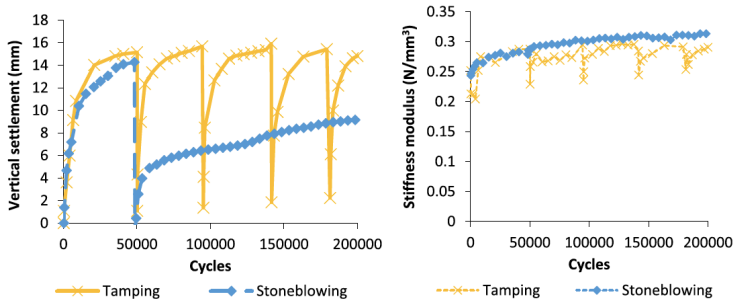 Vertical settlement (mm)
18
16
14
12
10
8
6
4
2
0
0 50000 100000 150000 200000
Cycles
Tamping Stoneblowing
Stiffness modulus (N/mm³)
0.35
0.3
0.25
0.2
0.15
0.1
0.05
0
0 50000 100000 150000 200000
Cycles
Tamping Stoneblowing